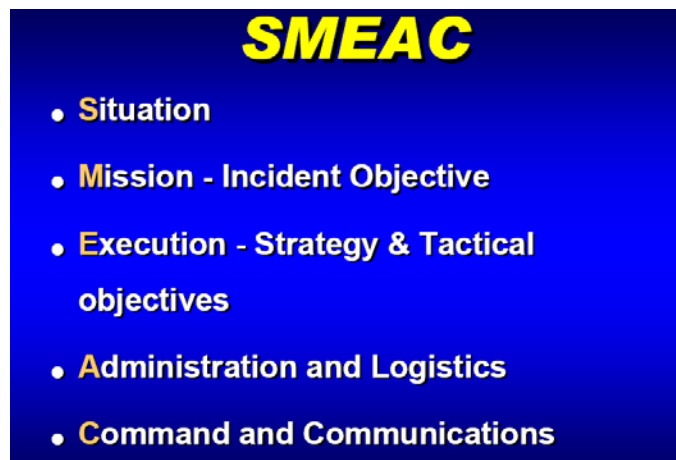 SMEAC
• Situation
• Mission - Incident Objective
• Execution - Strategy & Tactical
objectives
• Administration and Logistics
• Command and Communications